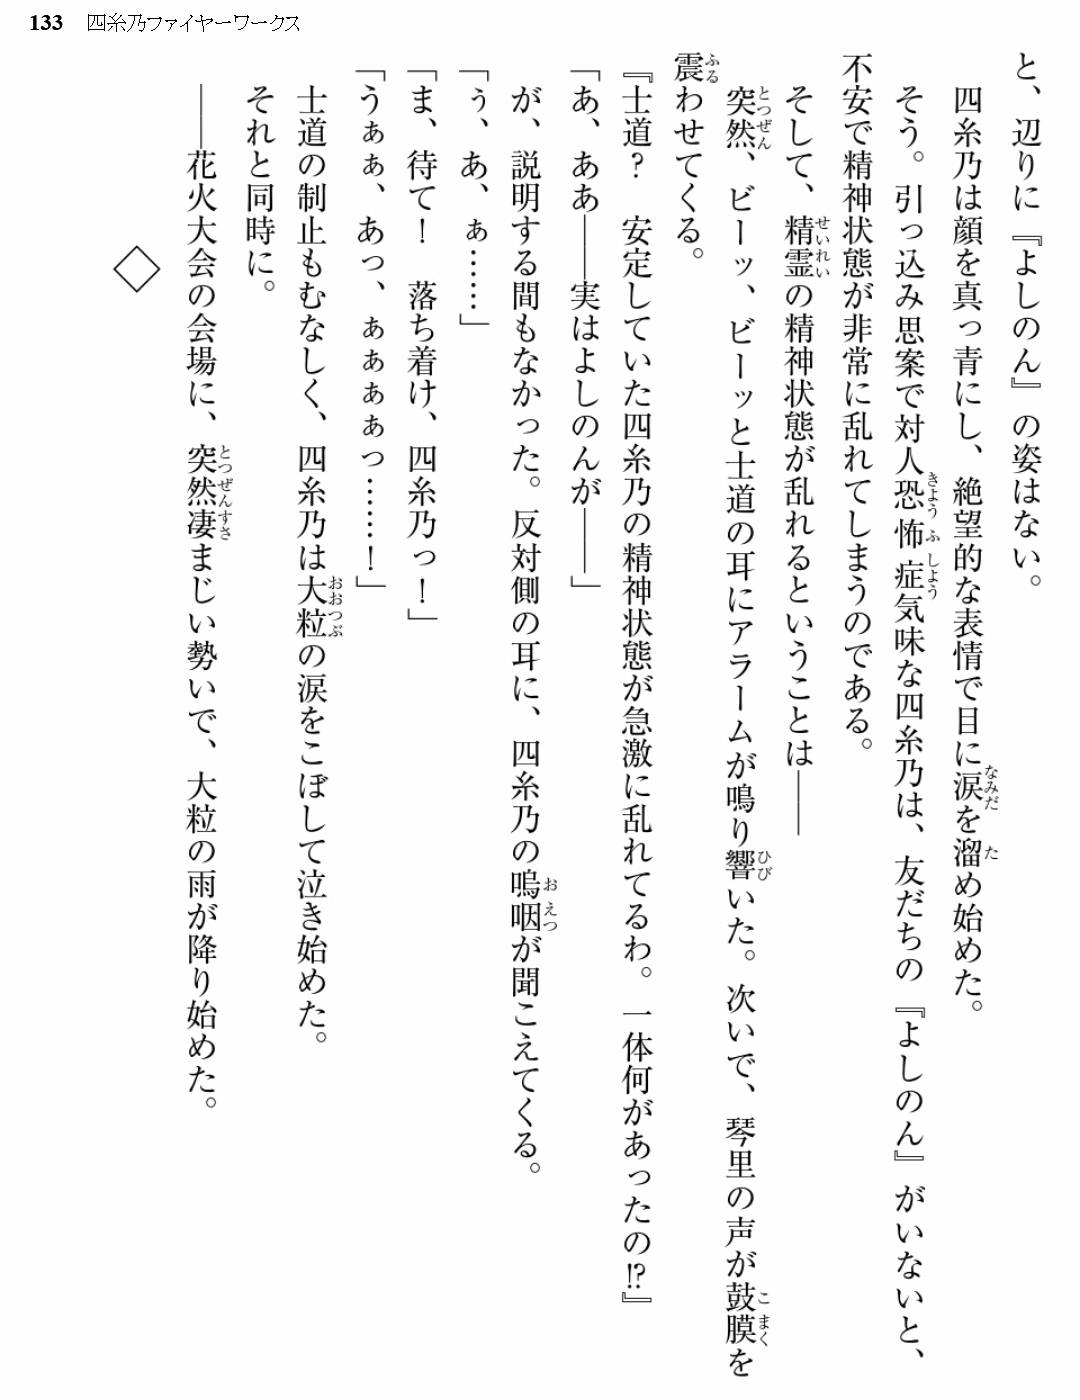 133 四糸乃ファイヤーワークス
と、辺りに『よしのん』の姿はない。
四糸乃は顔を真っ青にし、絶望的な表情で目に涙を溜め始めた。
そう。引っ込み思案で対人恐怖症気味な四糸乃は、友だちの『よしのん』がいないと、
不安で精神状態が非常に乱れてしまうのである。
そして、精霊の精神状態が乱れるということは――
突然、ビーッ、ビーッと士道の耳にアラームが鳴り響いた。次いで、琴里の声が鼓膜を
震わせてくる。
『士道？　安定していた四糸乃の精神状態が急激に乱れてるわ。一体何があったの!?』
「あ、ああ――実はよしのんが――」
が、説明する間もなかった。反対側の耳に、四糸乃の嗚咽が聞こえてくる。
「ぅ、あ、ぁ……」
「ま、待て！　落ち着け、四糸乃っ！」
「うぁぁ、あっ、ぁぁぁぁっ……！」
士道の制止もむなしく、四糸乃は大粒の涙をこぼして泣き始めた。
それと同時に。
――花火大会の会場に、突然凄まじい勢いで、大粒の雨が降り始めた。
◇